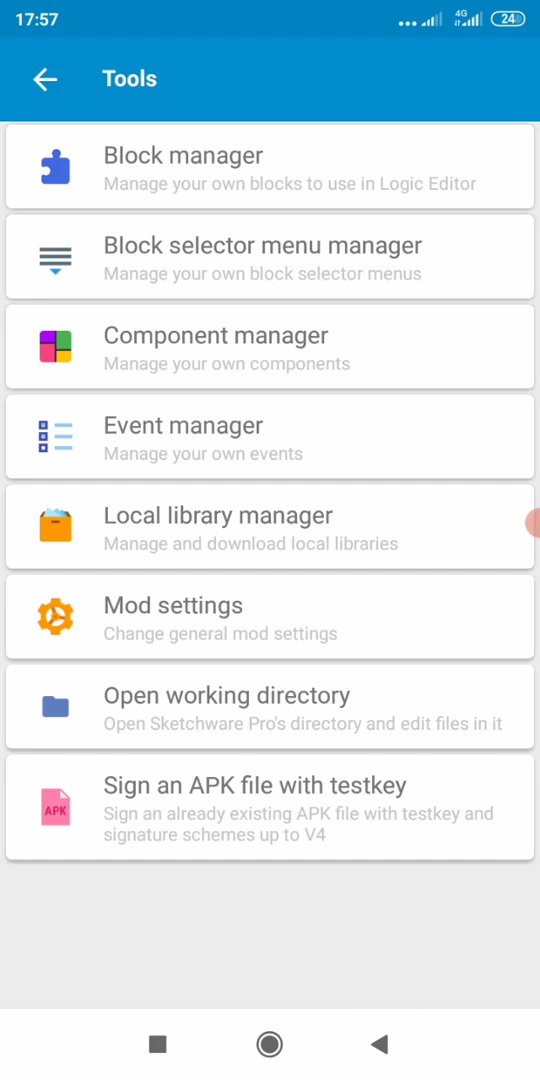 17:57
4G
24
Tools
Block manager
Manage your own blocks to use in Logic Editor
Block selector menu manager
Manage your own block selector menus
Component manager
Manage your own components
Event manager
Manage your own events
Local library manager
Manage and download local libraries
Mod settings
Change general mod settings
Open working directory
Open Sketchware Pro's directory and edit files in it
APK
Sign an APK file with testkey
Sign an already existing APK file with testkey and
signature schemes up to V4